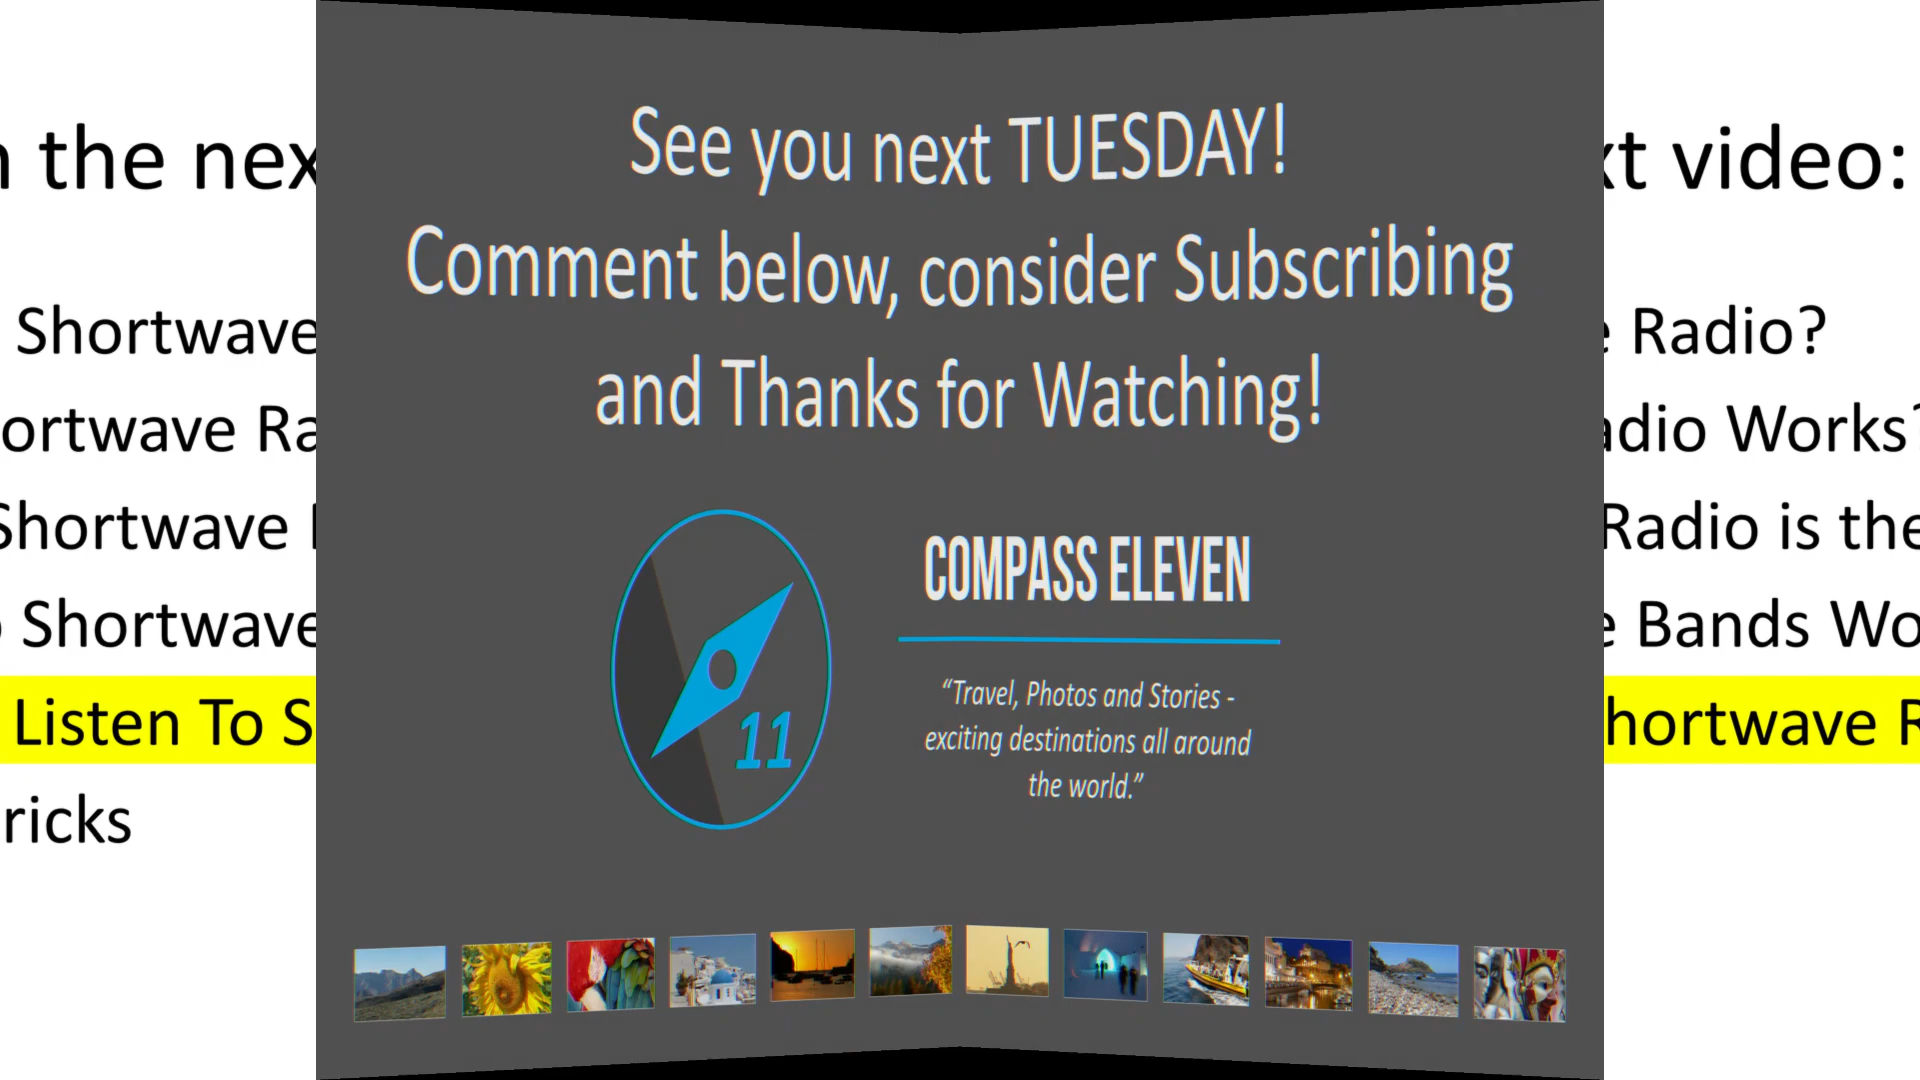 n the nex
xt video:
See you next TUESDAY!
Comment below, consider Subscribing
and Thanks for Watching!
Shortwave
Radio?
ortwave Ra
adio Works?
Shortwave
Radio is the
Shortwave
e Bands Wo
Listen To S
hortwave R
ricks
COMPASS ELEVEN
11
“Travel, Photos and Stories -
exciting destinations all around
the world.”